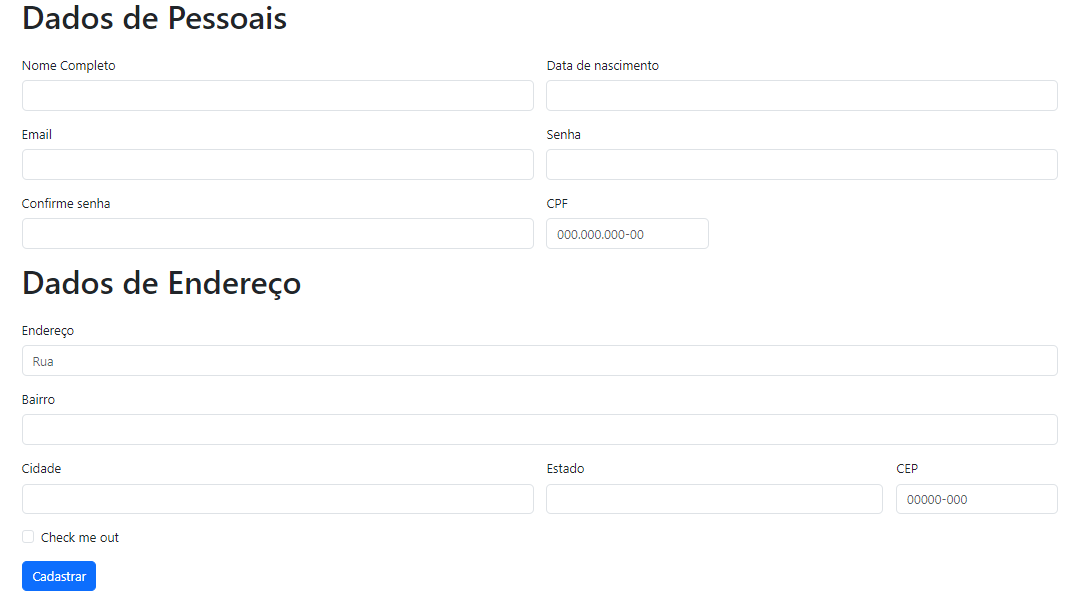 Dados de Pessoais
Nome Completo Data de nascimento
Email Senha
Confirme senha CPF
000.000.000-00
Dados de Endereço
Endereço
Rua
Bairro
Cidade Estado CEP
00000-000
Check me out
Cadastrar